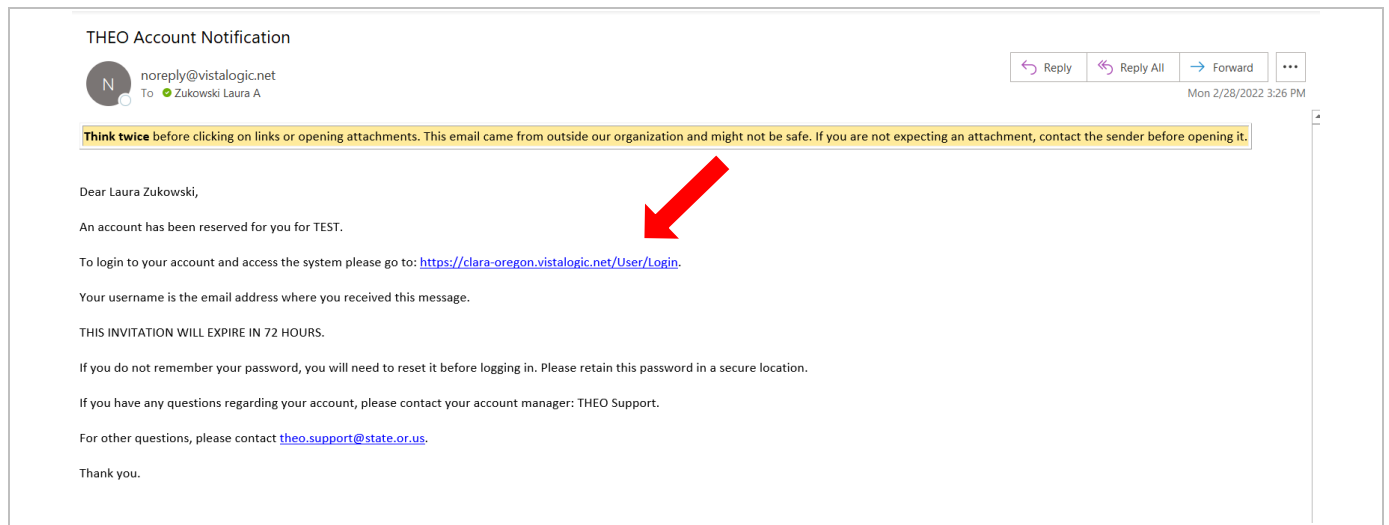 THEO Account Notification
N
noreply@vistalogic.net
To Zukowski Laura A
Reply
Reply All
Forward
Mon 2/28/2022 3:26 PM
Think twice before clicking on links or opening attachments. This email came from outside our organization and might not be safe. If you are not expecting an attachment, contact the sender before opening it.
Dear Laura Zukowski,
An account has been reserved for you for TEST.
To login to your account and access the system please go to: https://clara-oregon.vistalogic.net/User/Login.
Your username is the email address where you received this message.
THIS INVITATION WILL EXPIRE IN 72 HOURS.
If you do not remember your password, you will need to reset it before logging in. Please retain this password in a secure location.
If you have any questions regarding your account, please contact your account manager: THEO Support.
For other questions, please contact theo.support@state.or.us.
Thank you.